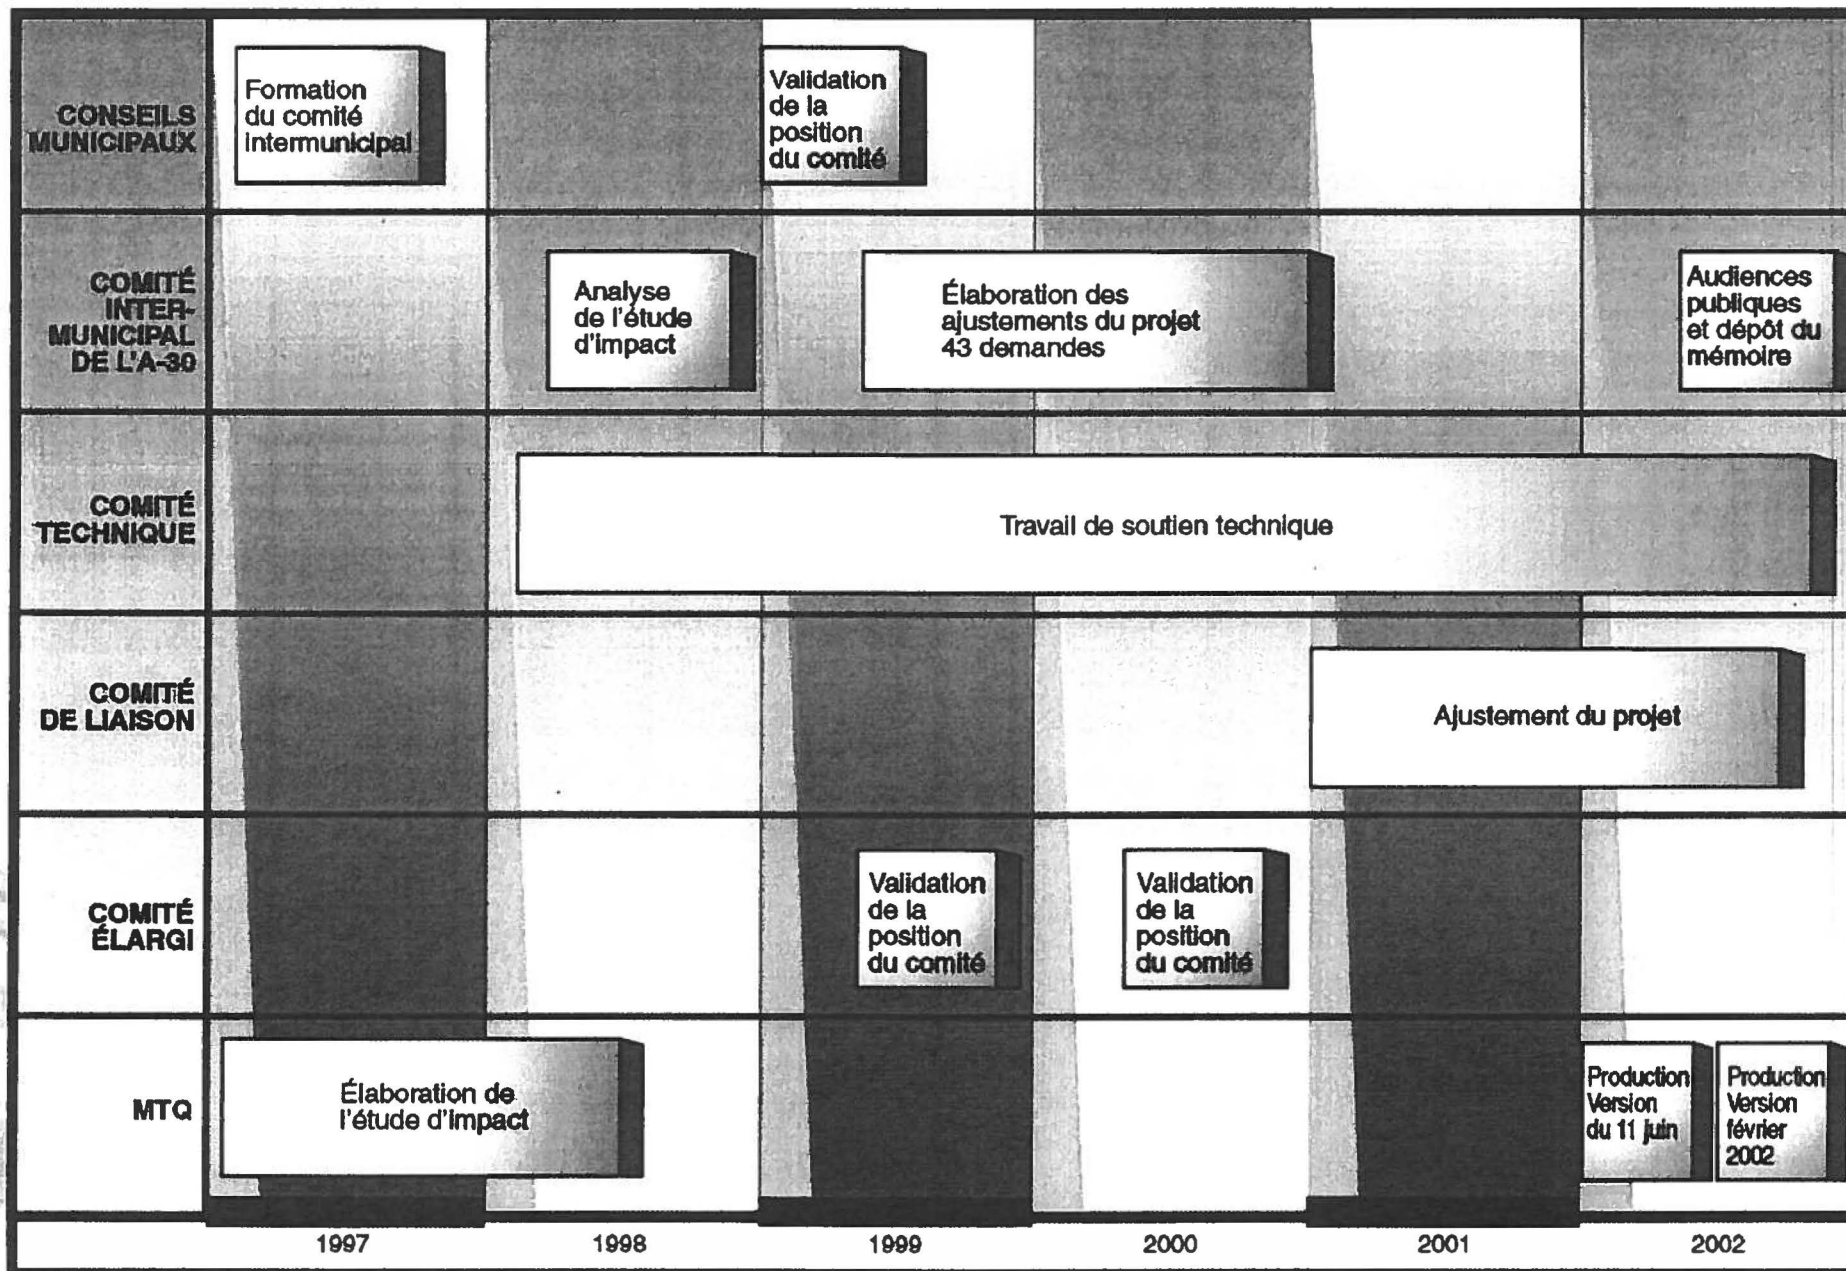 CONSEILS
MUNICIPAUX
Formation
du comité
intermunicipal
Validation
de la
position
du comité
COMITÉ
INTER-
MUNICIPAL
DE L'A-30
Analyse
de l'étude
d'impact
Élaboration des
ajustements du projet
43 demandes
Audiences
publiques
et dépôt du
mémoire
COMITÉ
TECHNIQUE
Travail de soutien technique
COMITÉ
DE LIAISON
Ajustement du projet
COMITÉ
ÉLARGI
Validation
de la
position
du comité
Validation
de la
position
du comité
MTQ
Élaboration de
l'étude d'impact
Production
Version
du 11 juin
Production
Version
février
2002
1997
1998
1999
2000
2001
2002